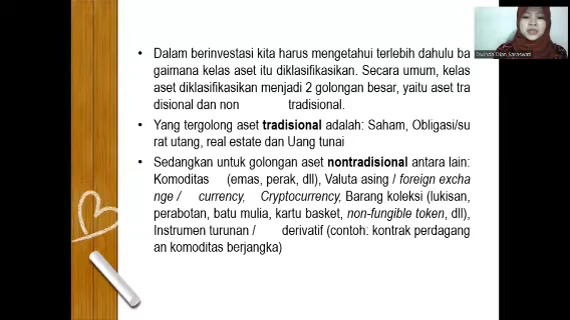 • Dalam berinvestasi kita harus mengetahui terlebih dahulu ba
gaimana kelas aset itu diklasifikasikan. Secara umum, kelas
aset diklasifikasikan menjadi 2 golongan besar, yaitu aset tra
disional dan non tradisional.
• Yang tergolong aset tradisional adalah: Saham, Obligasi/su
rat utang, real estate dan Uang tunai
• Sedangkan untuk golongan aset nontradisional antara lain:
Komoditas (emas, perak, dll), Valuta asing / foreign excha
nge / currency, Cryptocurrency, Barang koleksi (lukisan,
perabotan, batu mulia, kartu basket, non-fungible token, dll),
Instrumen turunan / derivatif (contoh: kontrak perdagang
an komoditas berjangka)
Dian Saraswati